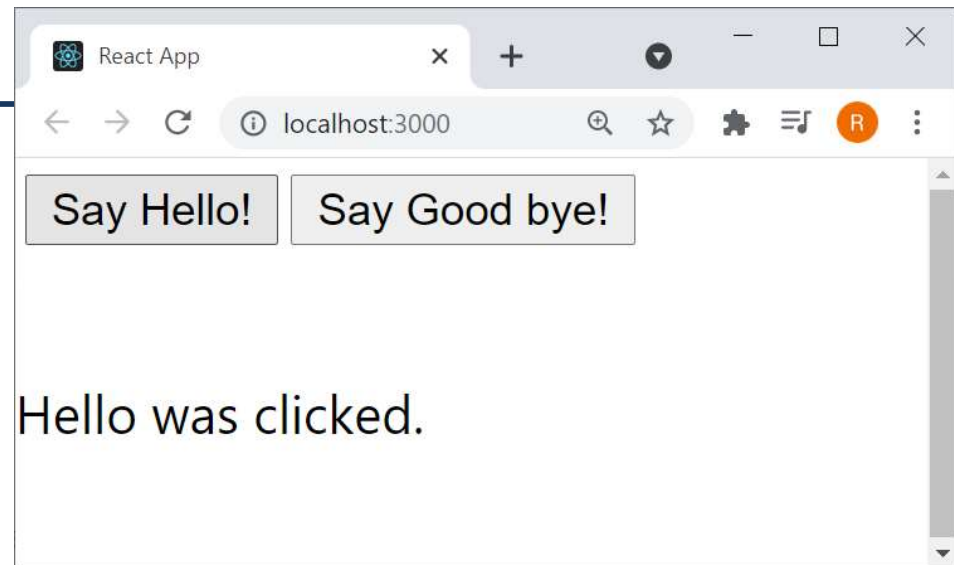 React App
localhost:3000
R
Say Hello! Say Good bye!
Hello was clicked.